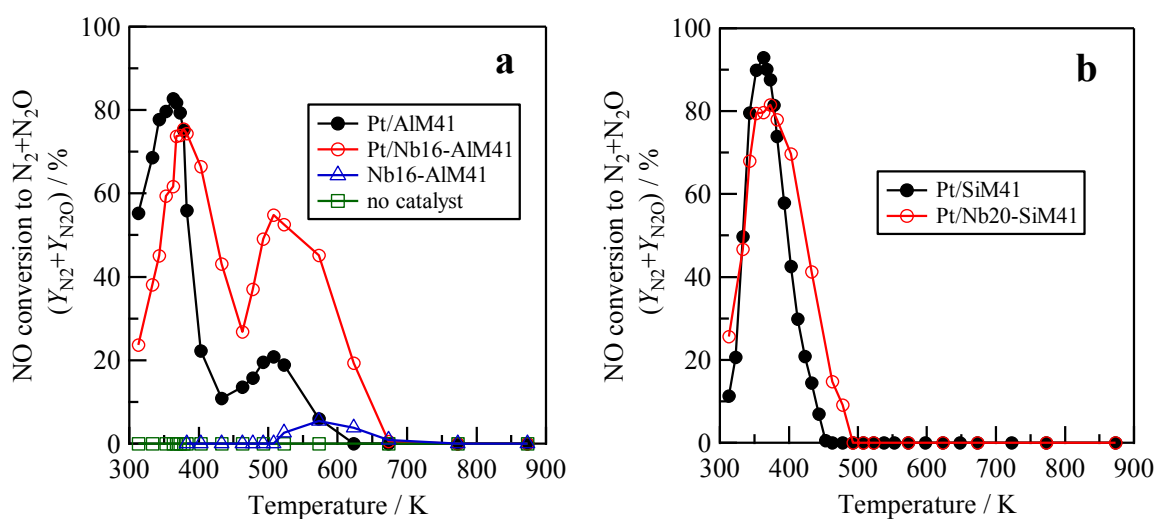 a
NO conversion to N2+N2O
(YN2+YN2O) / %
100
80
60
40
20
0
Pt/AlM41
Pt/Nb16-AlM41
Nb16-AlM41
no catalyst
300 400 500 600 700 800 900
Temperature / K
b
NO conversion to N2+N2O
(YN2+YN2O) / %
100
80
60
40
20
0
Pt/SiM41
Pt/Nb20-SiM41
300 400 500 600 700 800 900
Temperature / K